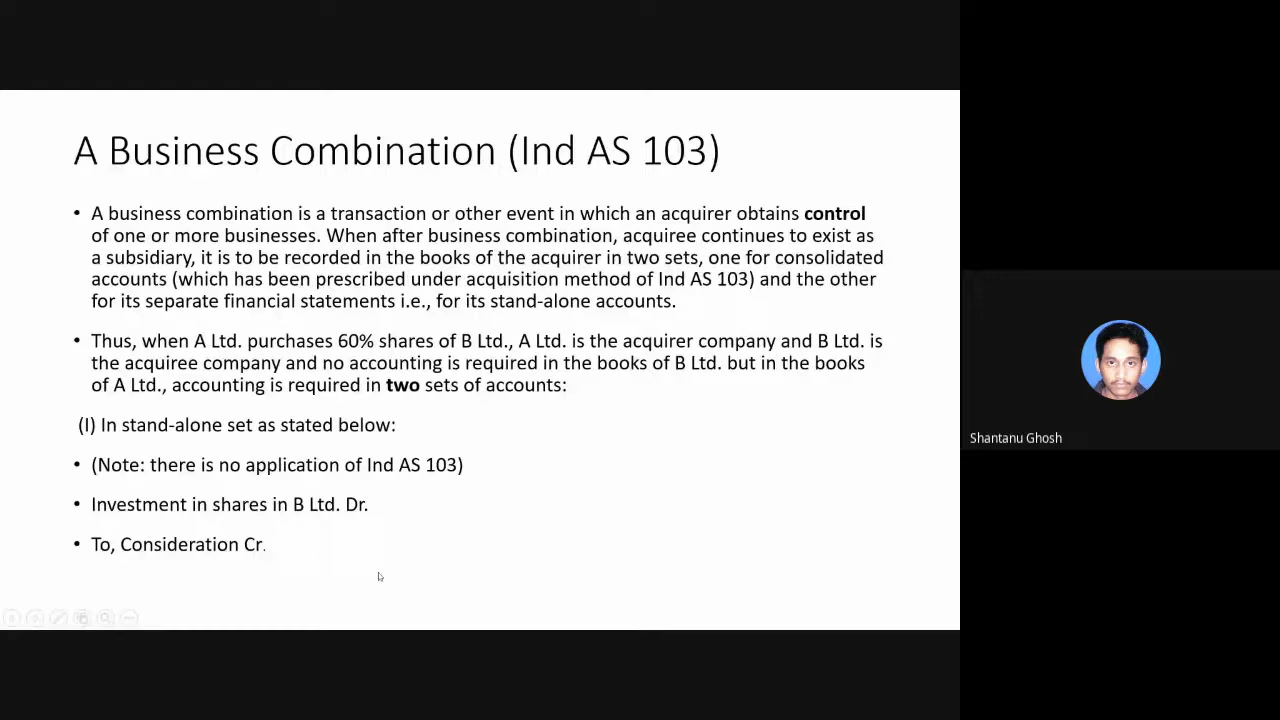 A Business Combination (Ind AS 103)
• A business combination is a transaction or other event in which an acquirer obtains control
of one or more businesses. When after business combination, acquiree continues to exist as
a subsidiary, it is to be recorded in the books of the acquirer in two sets, one for consolidated
accounts (which has been prescribed under acquisition method of Ind AS 103) and the other
for its separate financial statements i.e., for its stand-alone accounts.
• Thus, when A Ltd. purchases 60% shares of B Ltd., A Ltd. is the acquirer company and B Ltd. is
the acquiree company and no accounting is required in the books of B Ltd. but in the books
of A Ltd., accounting is required in two sets of accounts:
(I) In stand-alone set as stated below:
• (Note: there is no application of Ind AS 103)
• Investment in shares in B Ltd. Dr.
• To, Consideration Cr.
Shantanu Ghosh